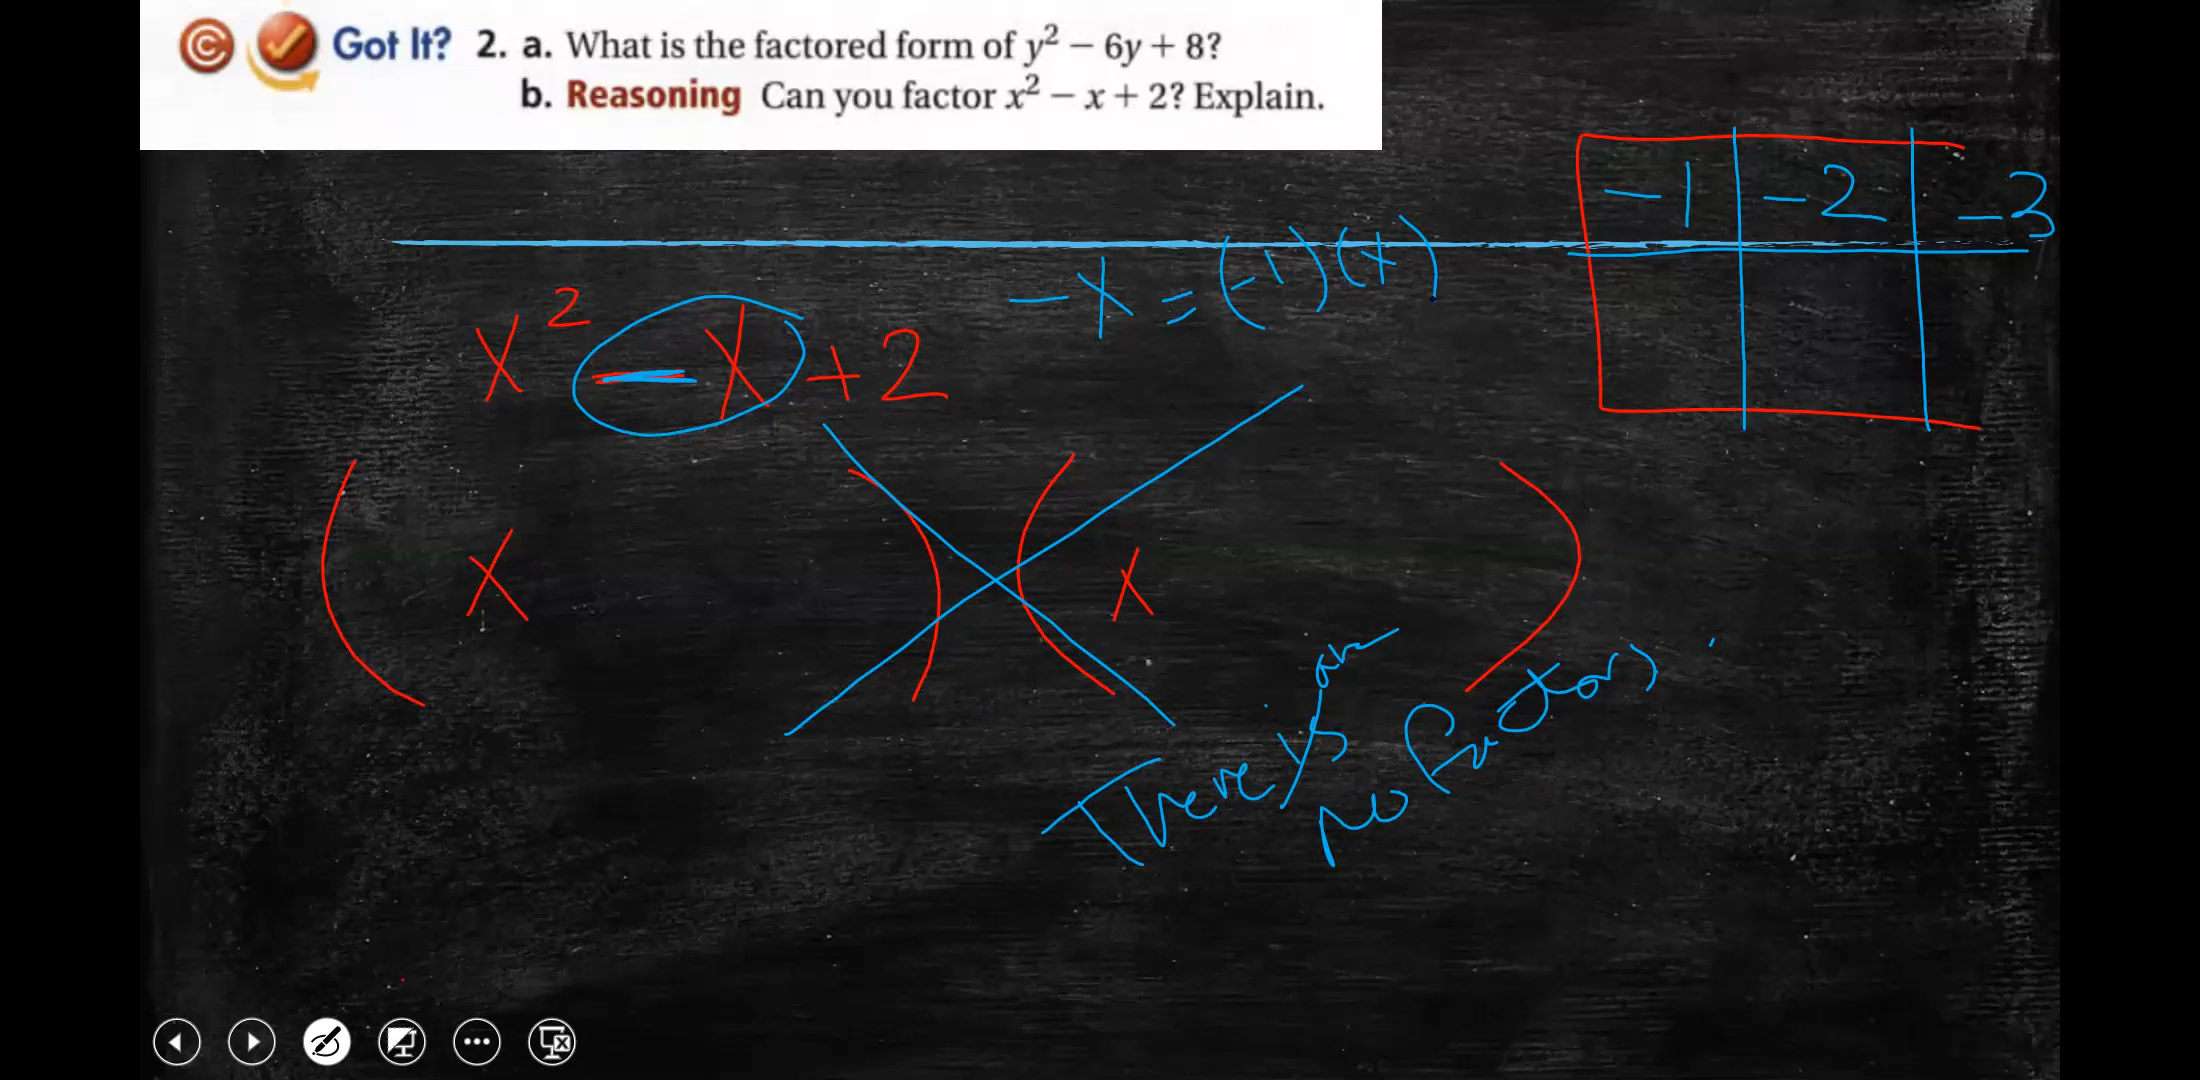 © Got It? 2. a. What is the factored form of y² − 6y + 8?
b. Reasoning Can you factor x² − x + 2? Explain.
-1 -2 -3
-x = (-1)(x)
x² - x + 2
( x ) ( x )
are
There is no factors.